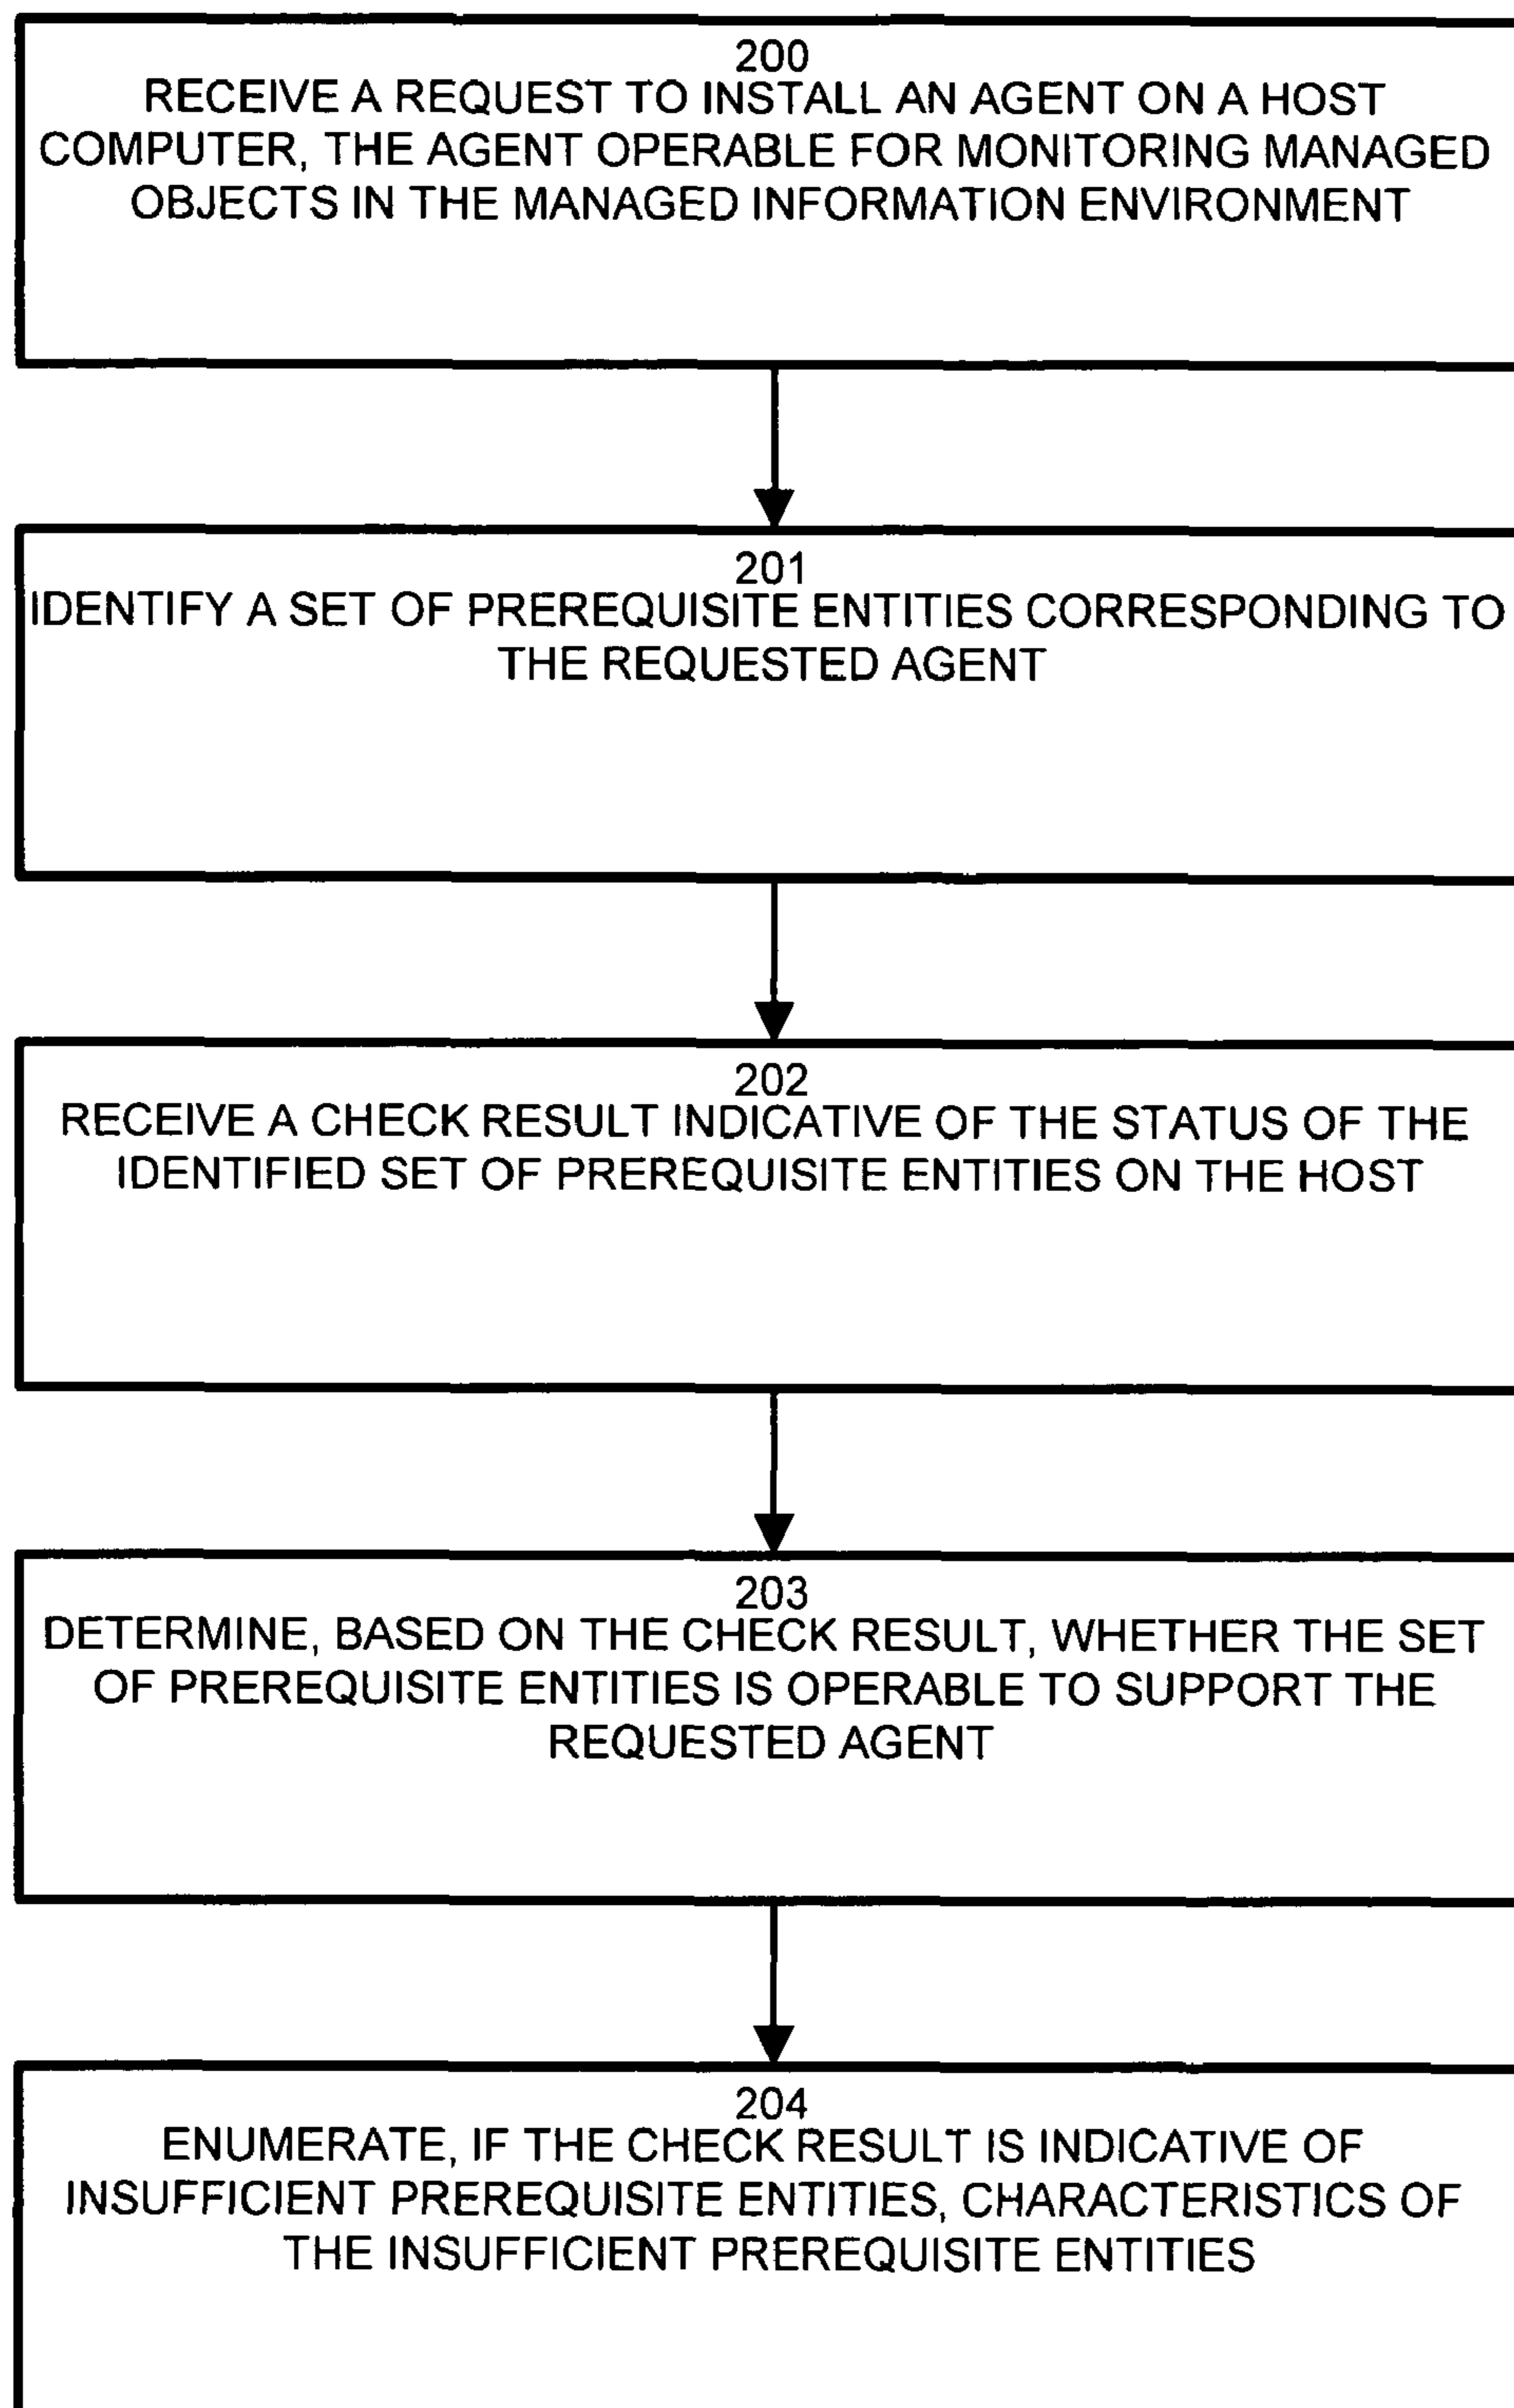 200
RECEIVE A REQUEST TO INSTALL AN AGENT ON A HOST
COMPUTER, THE AGENT OPERABLE FOR MONITORING MANAGED
OBJECTS IN THE MANAGED INFORMATION ENVIRONMENT
201
IDENTIFY A SET OF PREREQUISITE ENTITIES CORRESPONDING TO
THE REQUESTED AGENT
202
RECEIVE A CHECK RESULT INDICATIVE OF THE STATUS OF THE
IDENTIFIED SET OF PREREQUISITE ENTITIES ON THE HOST
203
DETERMINE, BASED ON THE CHECK RESULT, WHETHER THE SET
OF PREREQUISITE ENTITIES IS OPERABLE TO SUPPORT THE
REQUESTED AGENT
204
ENUMERATE, IF THE CHECK RESULT IS INDICATIVE OF
INSUFFICIENT PREREQUISITE ENTITIES, CHARACTERISTICS OF
THE INSUFFICIENT PREREQUISITE ENTITIES